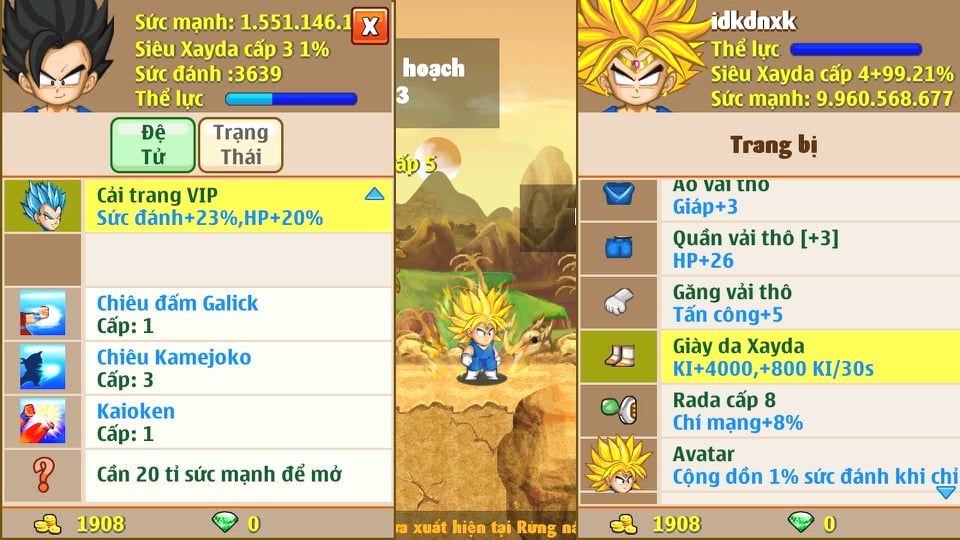 Sức mạnh: 1.551.146.1
X
Siêu Xayda cấp 3 1%
Sức đánh :3639
Thể lực
Đệ
Tử
Trạng
Thái
Cải trang VIP
Sức đánh+23%,HP+20%
Chiêu đấm Galick
Cấp: 1
Chiêu Kamejoko
Cấp: 3
Kaioken
Cấp: 1
?
Cần 20 tỉ sức mạnh để mở
1908
0
hoạch
3
ấp 5
xuất hiện tại Rừng
idkdnxk
Thể lực
Siêu Xayda cấp 4+99.21%
Sức mạnh: 9.960.568.677
Trang bị
Áo vải thô
Giáp+3
Quần vải thô [+3]
HP+26
Găng vải thô
Tấn công+5
Giày da Xayda
KI+4000,+800 KI/30s
Rada cấp 8
Chí mạng+8%
Avatar
Cộng dồn 1% sức đánh khi chỉ
1908
0